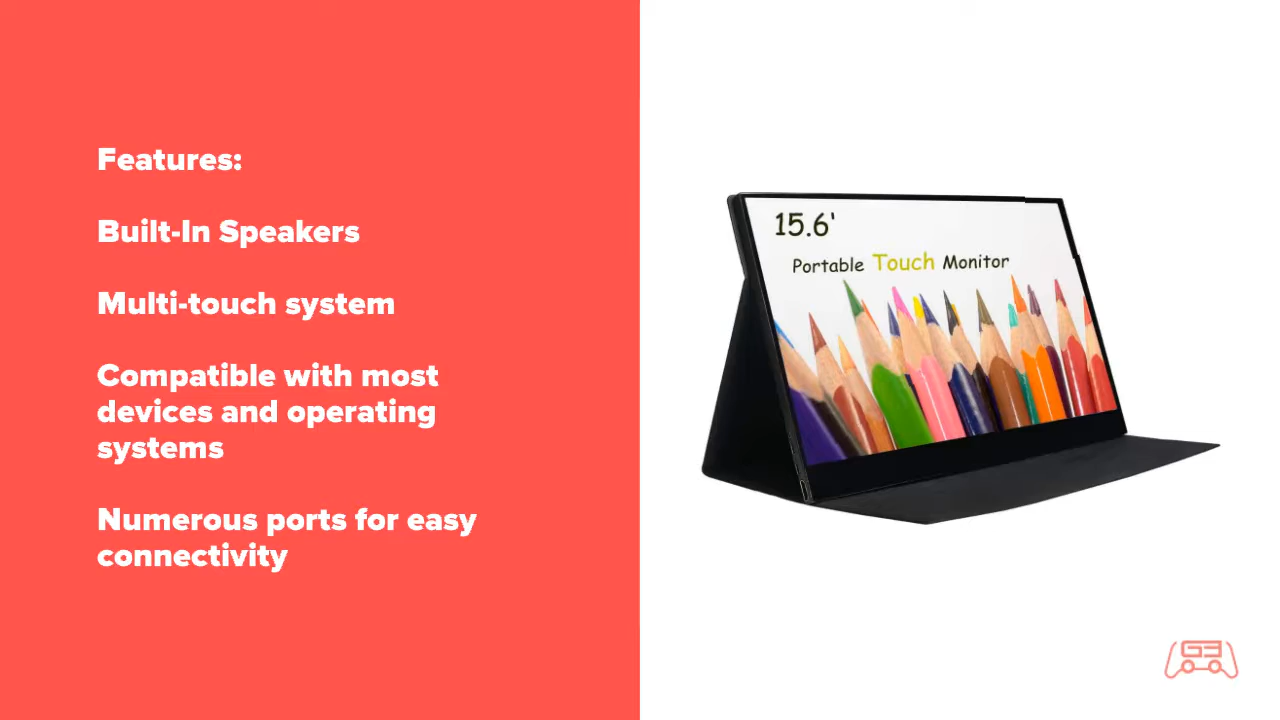 Features:
Built-In Speakers
Multi-touch system
Compatible with most
devices and operating
systems
Numerous ports for easy
connectivity
15.6'
Portable Touch Monitor
G3